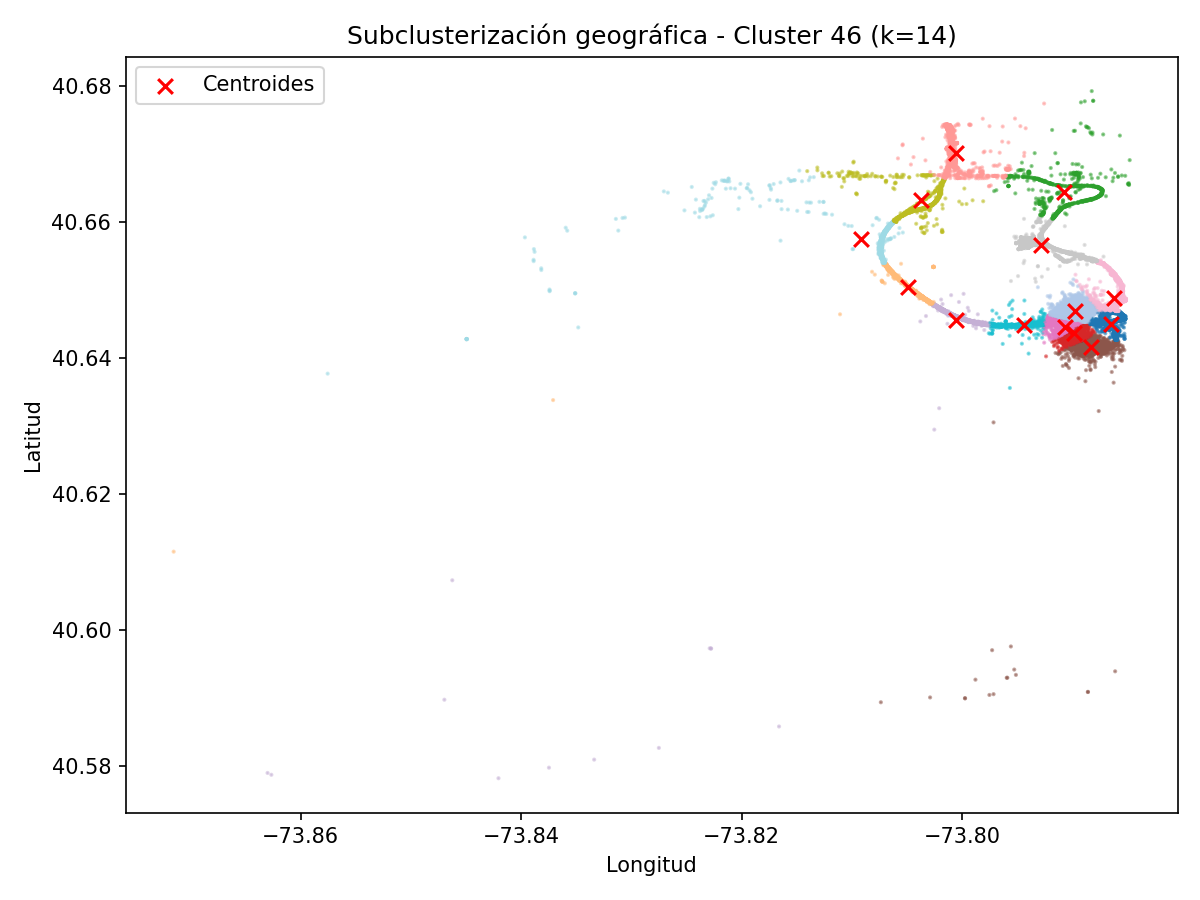 Subclusterización geográfica - Cluster 46 (k=14)
Centroides
40.68
40.66
40.64
40.62
40.60
40.58
Latitud
−73.86
−73.84
−73.82
−73.80
Longitud